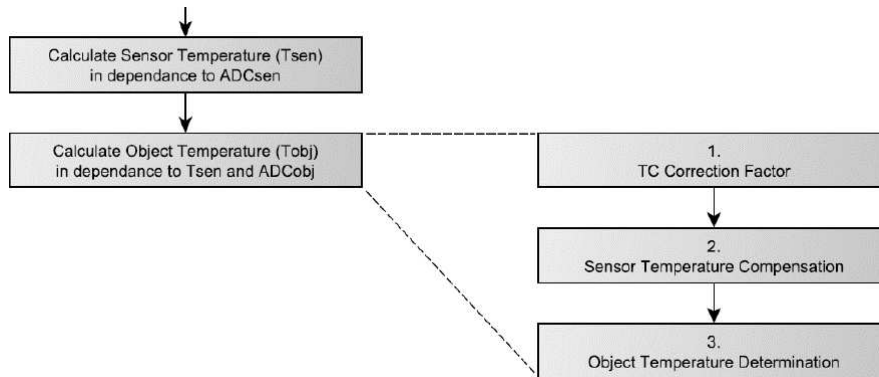 Calculate Sensor Temperature (Tsen)
in dependance to ADCsen
Calculate Object Temperature (Tobj)
in dependance to Tsen and ADCobj
1.
TC Correction Factor
2.
Sensor Temperature Compensation
3.
Object Temperature Determination